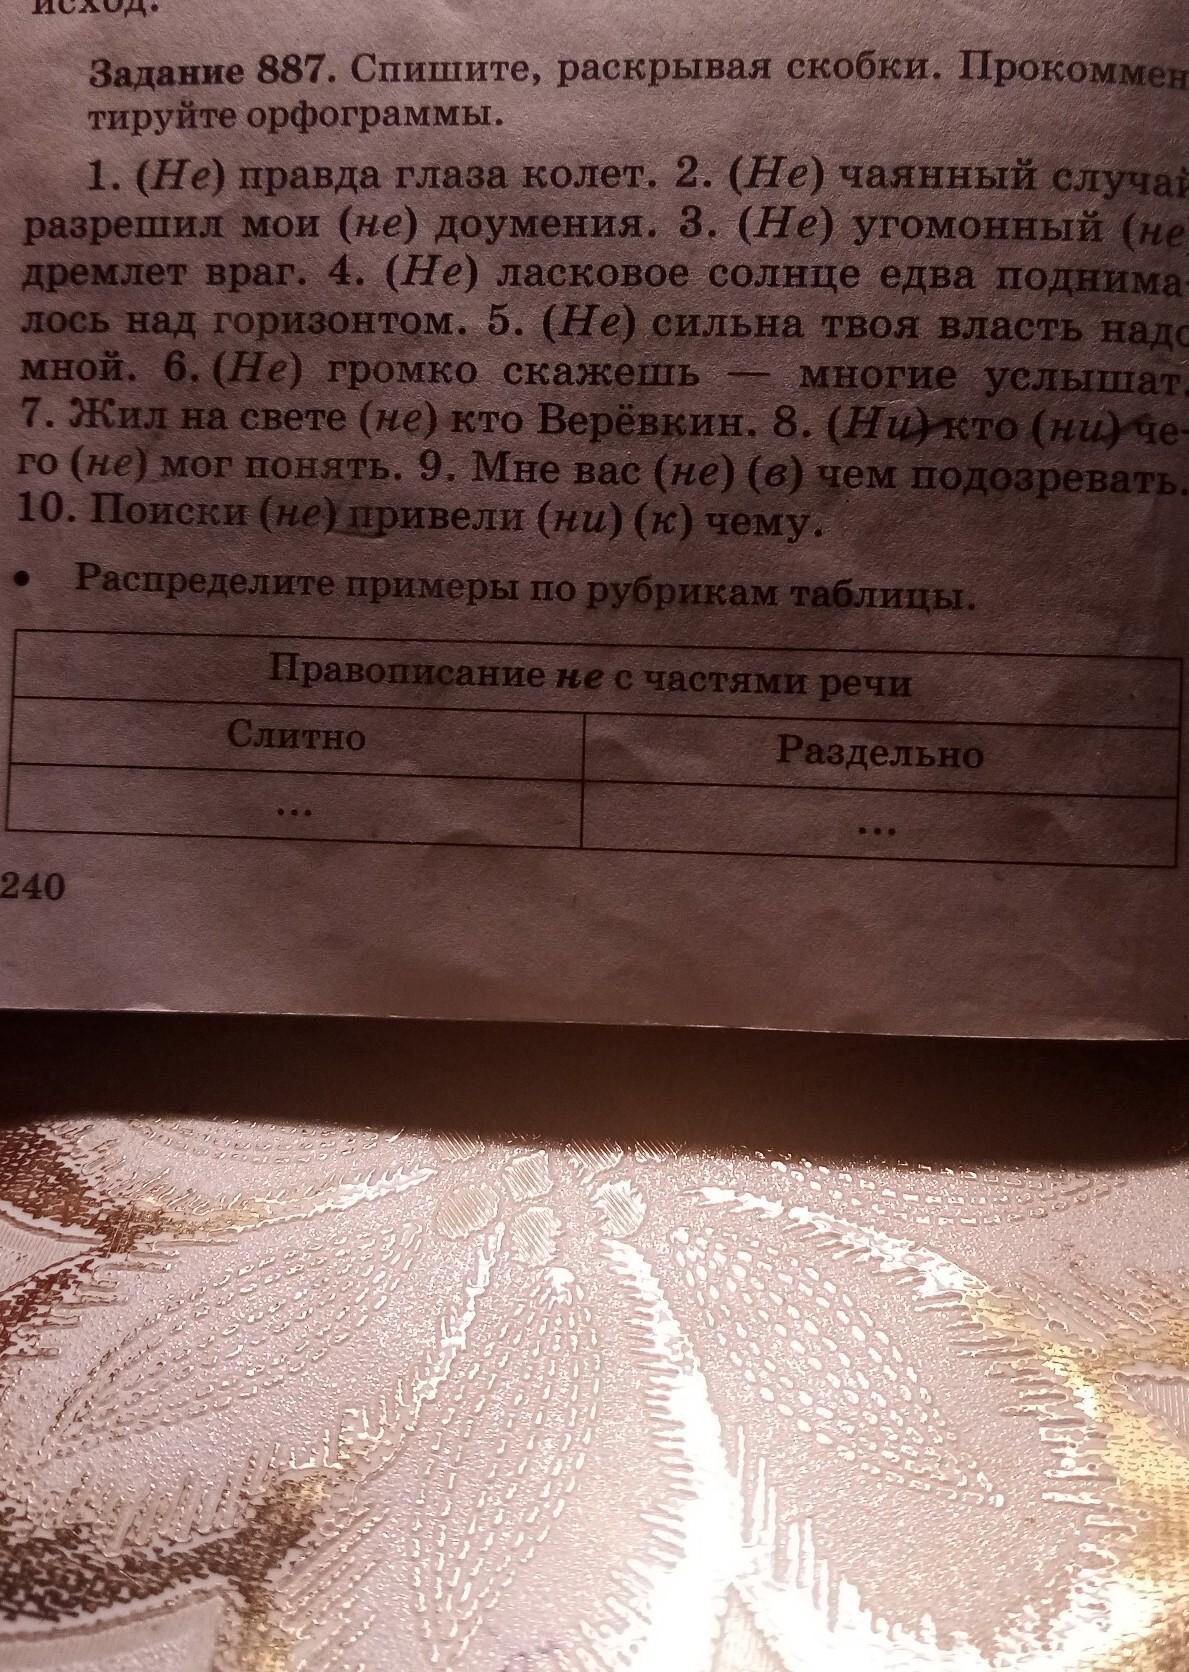 исход.
Задание 887. Спишите, раскрывая скобки. Прокоммен
тируйте орфограммы.
1. (Не) правда глаза колет. 2. (Не) чаянный случай
разрешил мои (не) доумения. 3. (Не) угомонный (не
дремлет враг. 4. (Не) ласковое солнце едва поднима-
лось над горизонтом. 5. (Не) сильна твоя власть надо
мной. 6. (Не) громко скажешь — многие услышат.
7. Жил на свете (не) кто Верёвкин. 8. (Ни) кто (ни) че-
го (не) мог понять. 9. Мне вас (не) (в) чем подозревать.
10. Поиски (не) привели (ни) (к) чему.
• Распределите примеры по рубрикам таблицы.
Правописание не с частями речи
Слитно Раздельно
... ...
240